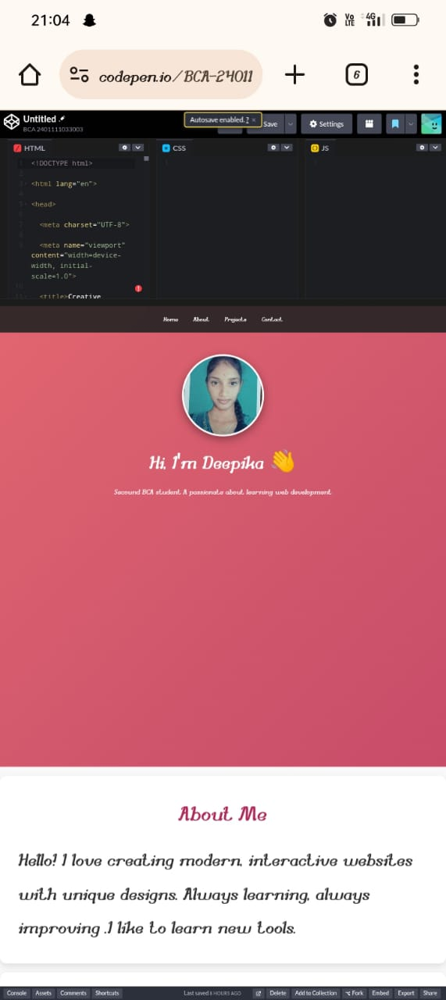 21:04
Vo LTE
4G
codepen.io/BCA-24011
6
Untitled
BCA 2401111033003
Autosave enabled. ?
×
Save
Settings
HTML
CSS
JS
<!DOCTYPE html>
<html lang="en">
<head>
<meta charset="UTF-8">
<meta name="viewport"
content="width=device-
width, initial-
scale=1.0">
<title>Creative
Home
About
Projects
Contact
Hi, I'm Deepika 👋
Secound BCA student. A passionate about learning web development.
About Me
Hello! I love creating modern, interactive websites
with unique designs. Always learning, always
improving .I like to learn new tools.
Console
Assets
Comments
Shortcuts
Last saved 8 HOURS AGO
Delete
Add to Collection
Fork
Embed
Export
Share